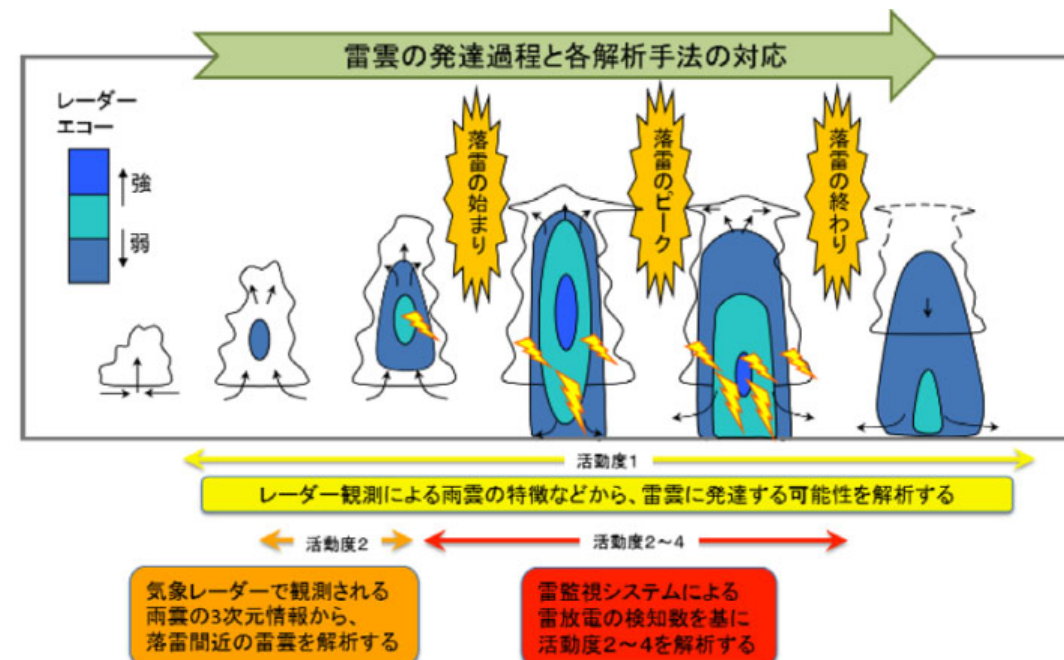 雷雲の発達過程と各解析手法の対応
レーダー
エコー
強
弱
落雷の始まり
落雷のピーク
落雷の終わり
活動度1
レーダー観測による雨雲の特徴などから、雷雲に発達する可能性を解析する
活動度2
活動度2～4
気象レーダーで観測される
雨雲の3次元情報から、
落雷間近の雷雲を解析する
雷監視システムによる
雷放電の検知数を基に
活動度2～4を解析する